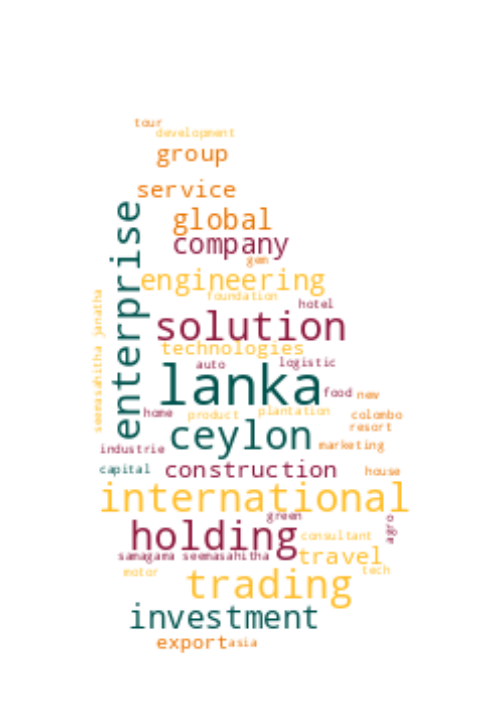 tour
development
group
service
global
company
gem
engineering
foundation
hotel
enterprise
seemasahitha janatha
solution
technologies
auto
logistic
lanka
food
new
home
product
plantation
colombo
resort
ceylon
industrie
marketing
capital
construction
house
international
green
agro
holding
consultant
samagama seemasahitha
travel
motor
tech
trading
investment
export
asia